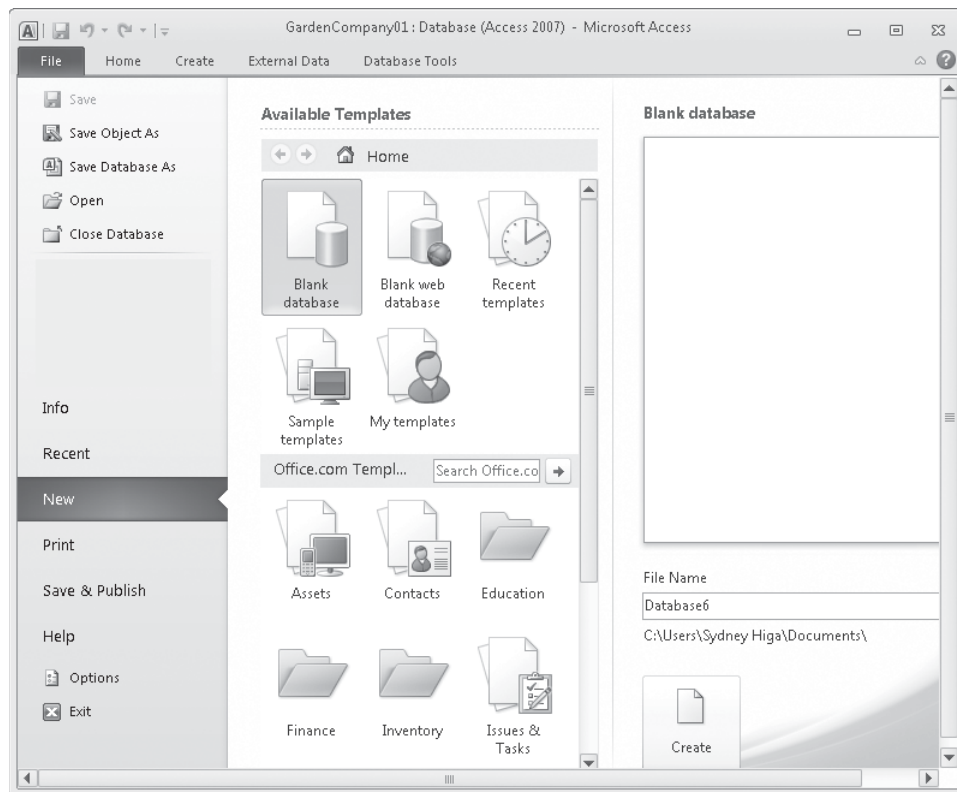 GardenCompany01 : Database (Access 2007) - Microsoft Access
File Home Create External Data Database Tools
Save
Save Object As
Save Database As
Open
Close Database
Info
Recent
New
Print
Save & Publish
Help
Options
Exit
Available Templates
Home
Blank
database
Blank web
database
Recent
templates
Sample
templates
My templates
Office.com Templ...
Search Office.co
Assets
Contacts
Education
Finance
Inventory
Issues &
Tasks
Blank database
File Name
Database6
C:\Users\Sydney Higa\Documents\
Create